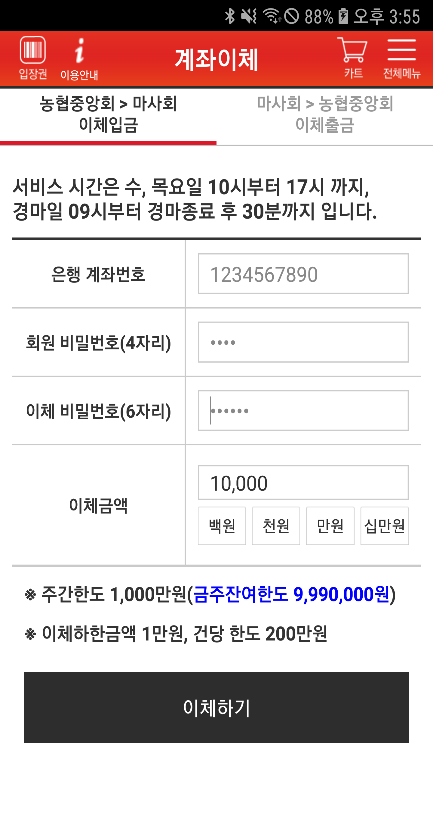 88% 오후 3:55
입장권
이용안내
계좌이체
카트
전체메뉴
농협중앙회 > 마사회
이체입금
마사회 > 농협중앙회
이체출금
서비스 시간은 수, 목요일 10시부터 17시 까지,
경마일 09시부터 경마종료 후 30분까지 입니다.
은행 계좌번호
1234567890
회원 비밀번호(4자리)
••••
이체 비밀번호(6자리)
••••••
이체금액
10,000
백원 천원 만원 십만원
※ 주간한도 1,000만원(금주잔여한도 9,990,000원)
※ 이체하한금액 1만원, 건당 한도 200만원
이체하기